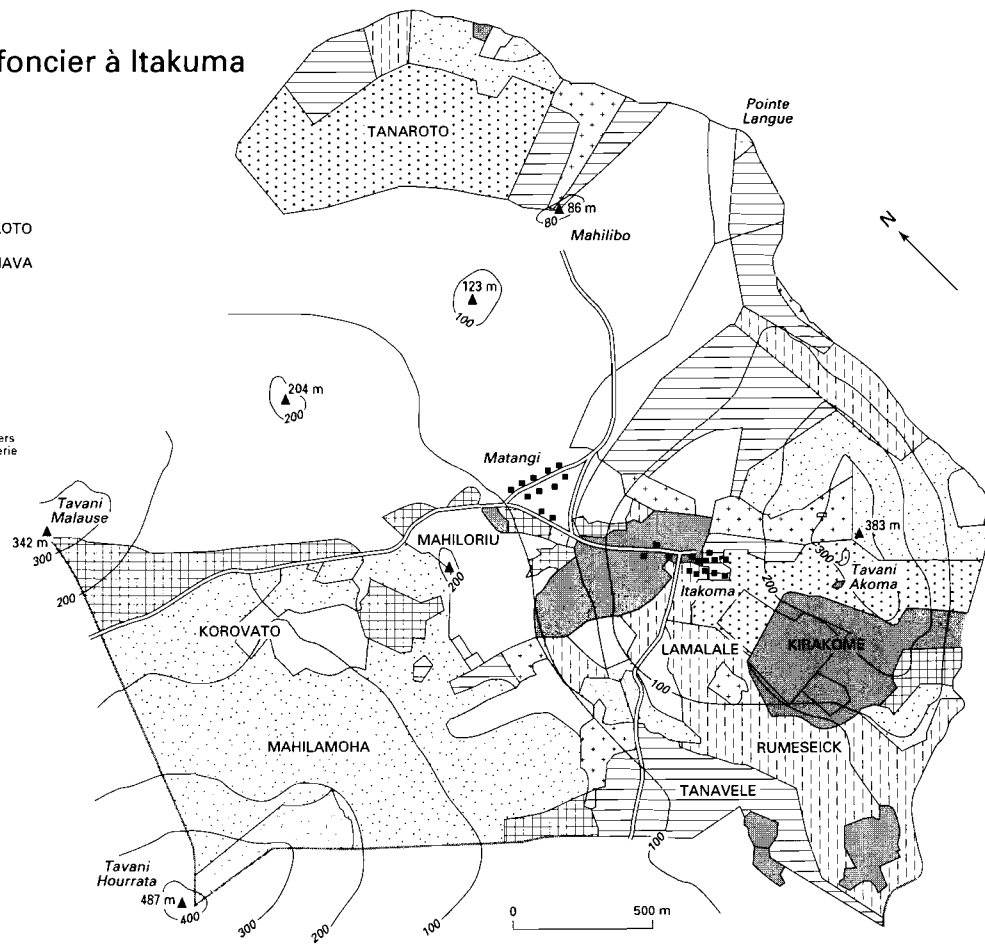 foncier à Itakuma
OTO
AVA
ers
erie
TANAROTO
Pointe
Langue
N
86 m
80
Mahilibo
123 m
100
204 m
200
Matangi
Tavani
Malause
342 m
300
200
MAHILORIU
200
KOROVATO
MAHILAMOHA
383 m
300
200
Tavani
Akoma
Itakoma
LAMALALE
KIRAKOME
100
RUMESEICK
TANAVELE
100
Tavani
Hourrata
487 m
400
300
200
100
0 500 m